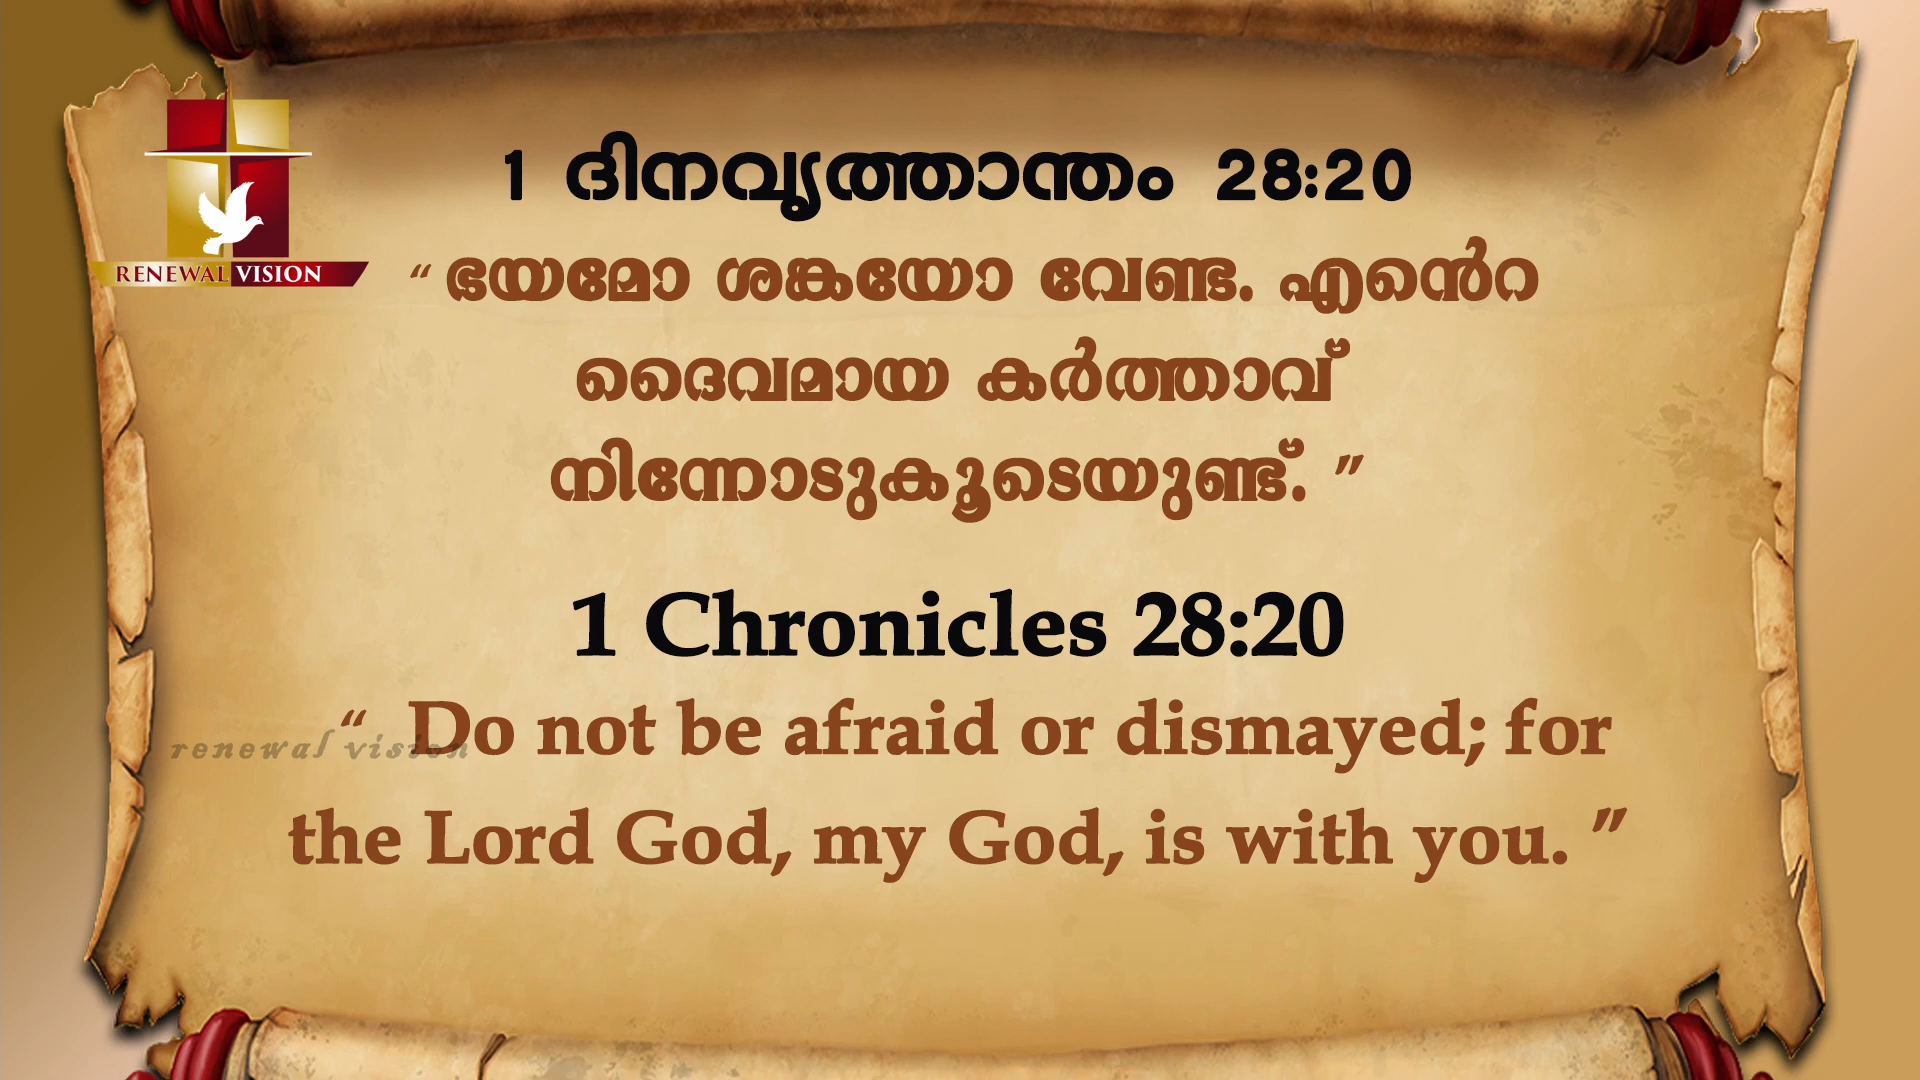 RENEWAL VISION
1 ദിനവൃത്താന്തം 28:20
“ ഭയമോ ശങ്കയോ വേണ്ട. എൻെറ
ദൈവമായ കർത്താവ്
നിന്നോടുകൂടെയുണ്ട്. ”
1 Chronicles 28:20
“ Do not be afraid or dismayed; for
renewal vision
the Lord God, my God, is with you. ”